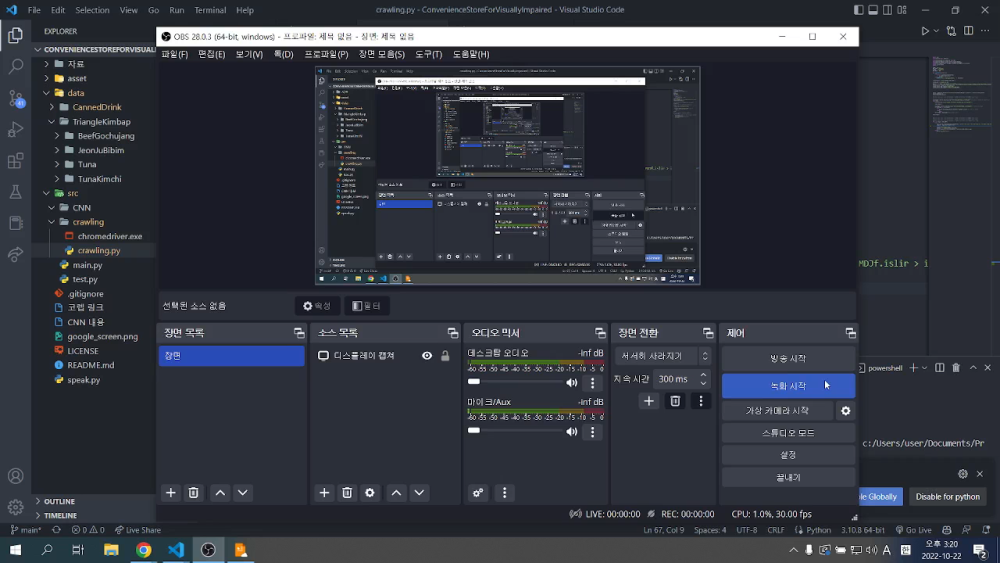 File Edit Selection View Go Run Terminal Help crawling.py - ConvenienceStoreForVisuallyImpaired - Visual Studio Code
EXPLORER
CONVENIENCESTOREFORVISUAL
자료
asset
data
CannedDrink
TriangleKimbap
BeefGochujang
JeonJuBibim
Tuna
TunaKimchi
src
CNN
crawling
chromedriver.exe
crawling.py
main.py
test.py
.gitignore
코랩 링크
CNN 내용
google_screen.png
LICENSE
README.md
speak.py
OUTLINE
TIMELINE
OBS 28.0.3 (64-bit, windows) - 프로파일: 제목 없음 - 장면: 제목 없음
파일(F) 편집(E) 보기(V) 독(D) 프로파일(P) 장면 모음(S) 도구(T) 도움말(H)
MDJf.islir > i
선택된 소스 없음 속성 필터
장면 목록
장면
소스 목록
디스플레이 캡쳐
오디오 믹서
데스크탑 오디오 -Inf dB
-60 -55 -50 -45 -40 -35 -30 -25 -20 -15 -10 -5 0
마이크/Aux -Inf dB
-60 -55 -50 -45 -40 -35 -30 -25 -20 -15 -10 -5 0
장면 전환
서서히 사라지기
지속 시간 300 ms
제어
방송 시작
녹화 시작
가상 카메라 시작
스튜디오 모드
설정
끝내기
LIVE: 00:00:00 REC: 00:00:00 CPU: 1.0%, 30.00 fps
powershell
c:/Users/user/Documents/Pr
le Globally Disable for python
main* 0 0 Live Share Ln 67, Col 9 Spaces: 4 UTF-8 CRLF Python 3.10.8 64-bit Go Live
A 한 오후 3:20
2022-10-22 2